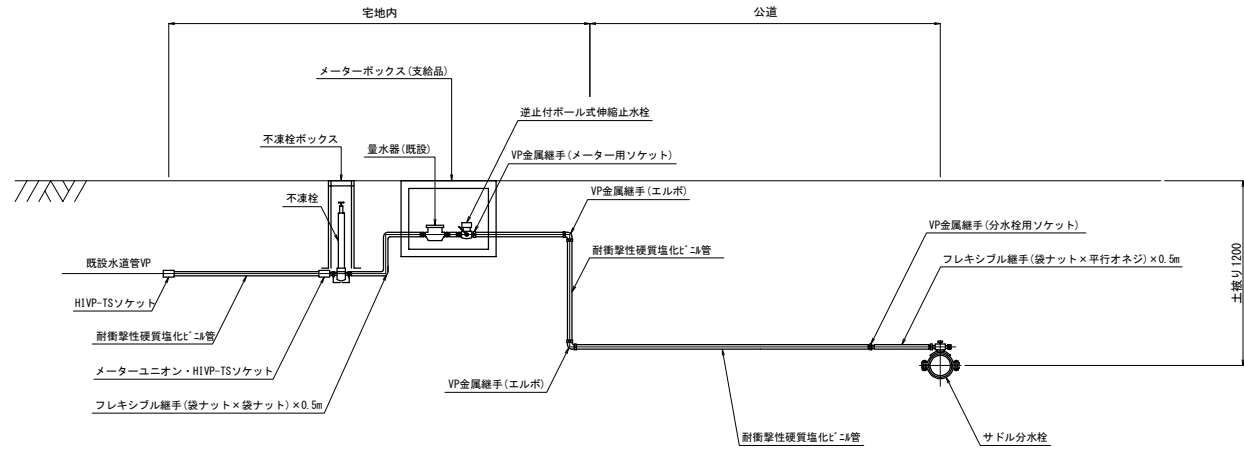 宅地内
公道
メーターボックス(支給品)
逆止付ボール式伸縮止水栓
不凍栓ボックス
量水器(既設)
VP金属継手(メーター用ソケット)
不凍栓
VP金属継手(エルボ)
VP金属継手(分水栓用ソケット)
耐衝撃性硬質塩化ビニル管
フレキシブル継手(袋ナット×平行オネジ)×0.5m
既設水道管VP
土被り1200
HIVP-TSソケット
耐衝撃性硬質塩化ビニル管
メーターユニオン・HIVP-TSソケット
VP金属継手(エルボ)
フレキシブル継手(袋ナット×袋ナット)×0.5m
耐衝撃性硬質塩化ビニル管
サドル分水栓